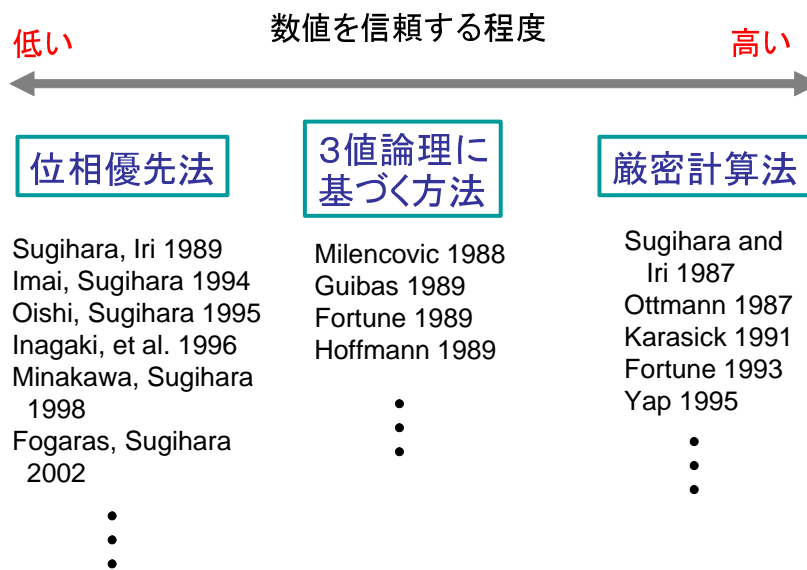 数値を信頼する程度
低い
高い
位相優先法
Sugihara, Iri 1989
Imai, Sugihara 1994
Oishi, Sugihara 1995
Inagaki, et al. 1996
Minakawa, Sugihara
1998
Fogaras, Sugihara
2002
３値論理に
基づく方法
Milencovic 1988
Guibas 1989
Fortune 1989
Hoffmann 1989
厳密計算法
Sugihara and
Iri 1987
Ottmann 1987
Karasick 1991
Fortune 1993
Yap 1995